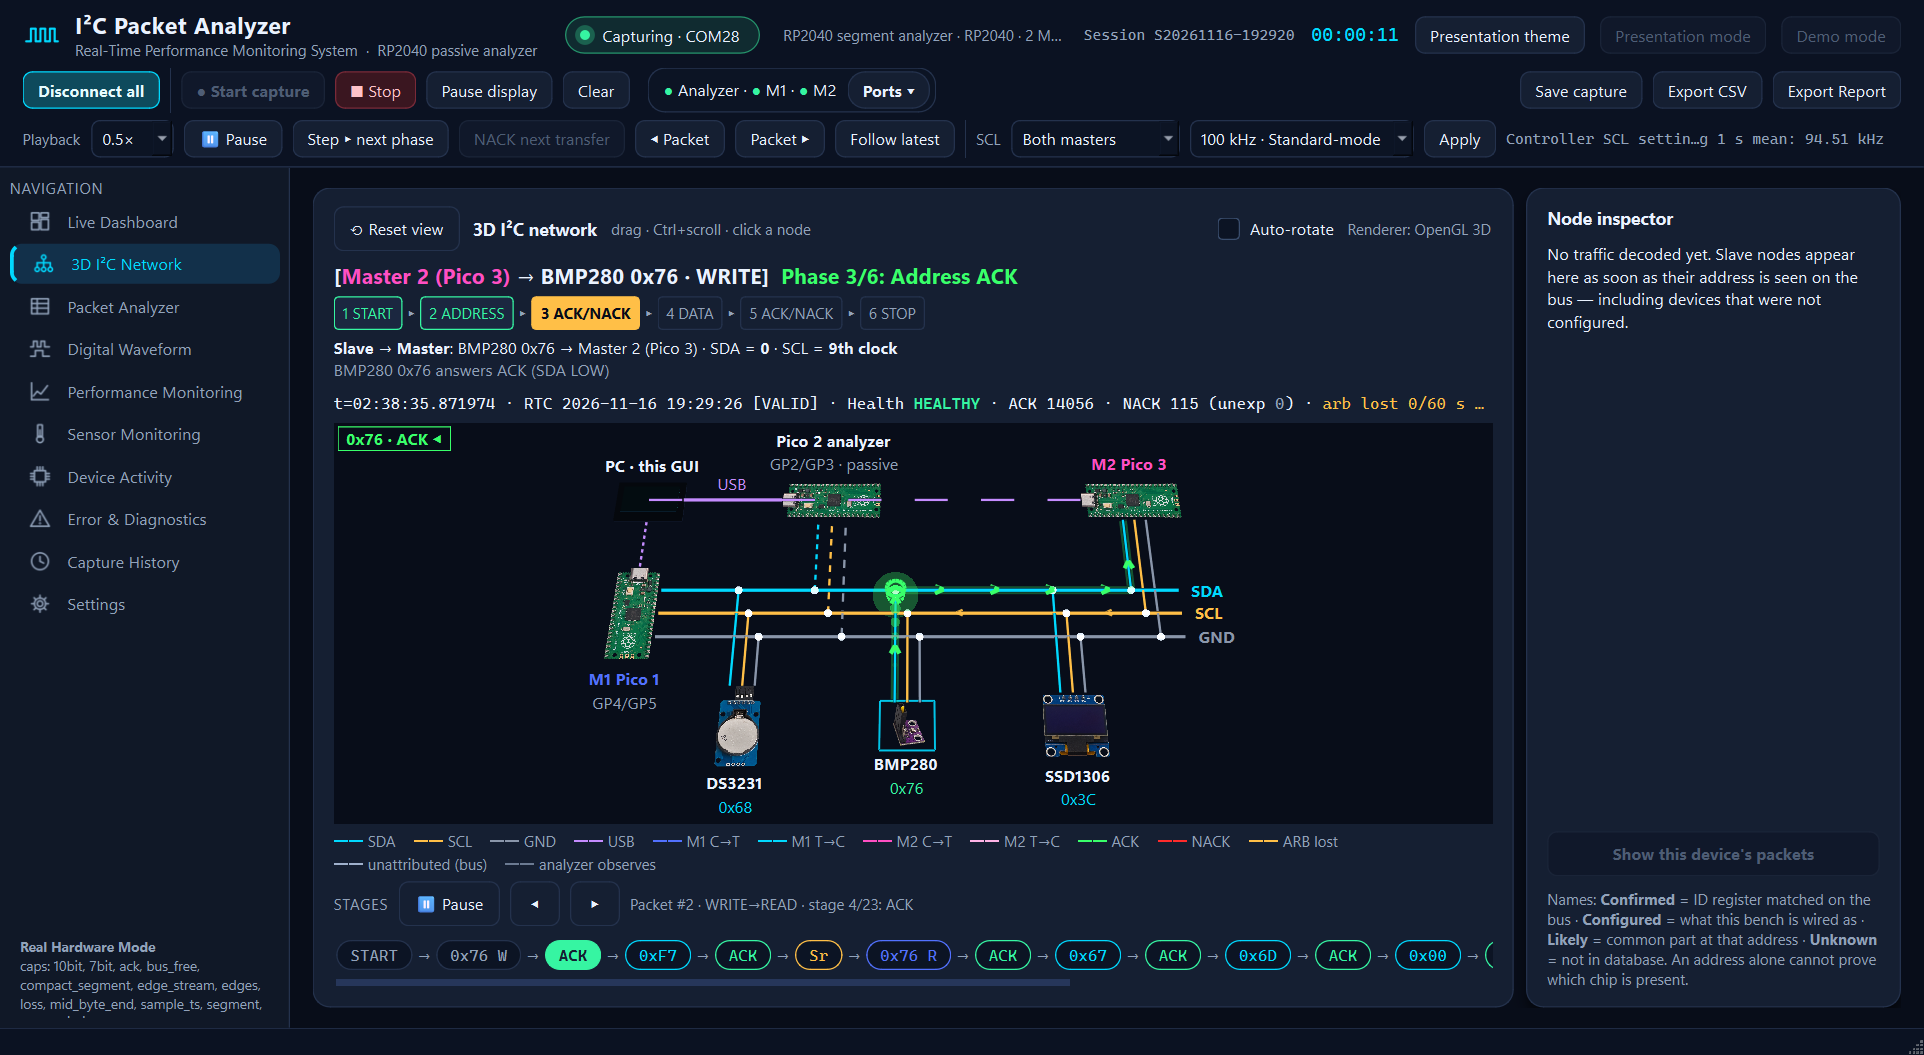 I²C Packet Analyzer
Real-Time Performance Monitoring System · RP2040 passive analyzer
Capturing · COM28
RP2040 segment analyzer · RP2040 · 2 M…
Session S20261116-192920
00:00:11
Presentation theme
Presentation mode
Demo mode
Disconnect all
● Start capture
■ Stop
Pause display
Clear
● Analyzer · ● M1 · ● M2
Ports ▾
Save capture
Export CSV
Export Report
Playback
0.5×
⏸ Pause
Step ▸ next phase
NACK next transfer
◂ Packet
Packet ▸
Follow latest
SCL
Both masters
100 kHz · Standard-mode
Apply
Controller SCL settin…g 1 s mean: 94.51 kHz
NAVIGATION
Live Dashboard
3D I²C Network
Packet Analyzer
Digital Waveform
Performance Monitoring
Sensor Monitoring
Device Activity
Error & Diagnostics
Capture History
Settings
Real Hardware Mode
caps: 10bit, 7bit, ack, bus_free,
compact_segment, edge_stream, edges,
loss, mid_byte_end, sample_ts, segment,
⟲ Reset view
3D I²C network
drag · Ctrl+scroll · click a node
Auto-rotate
Renderer: OpenGL 3D
[Master 2 (Pico 3) → BMP280 0x76 · WRITE] Phase 3/6: Address ACK
1 START ▸ 2 ADDRESS ▸ 3 ACK/NACK ▸ 4 DATA ▸ 5 ACK/NACK ▸ 6 STOP
Slave → Master: BMP280 0x76 → Master 2 (Pico 3) · SDA = 0 · SCL = 9th clock
BMP280 0x76 answers ACK (SDA LOW)
t=02:38:35.871974 · RTC 2026-11-16 19:29:26 [VALID] · Health HEALTHY · ACK 14056 · NACK 115 (unexp 0) · arb lost 0/60 s …
0x76 · ACK ◂
Pico 2 analyzer
GP2/GP3 · passive
PC · this GUI
USB
M2 Pico 3
SDA
SCL
GND
M1 Pico 1
GP4/GP5
DS3231
0x68
BMP280
0x76
SSD1306
0x3C
SDA
SCL
GND
USB
M1 C→T
M1 T→C
M2 C→T
M2 T→C
ACK
NACK
ARB lost
unattributed (bus)
analyzer observes
STAGES
⏸ Pause
◂
▸
Packet #2 · WRITE→READ · stage 4/23: ACK
START → 0x76 W → ACK → 0xF7 → ACK → Sr → 0x76 R → ACK → 0x67 → ACK → 0x6D → ACK → 0x00 →
Node inspector
No traffic decoded yet. Slave nodes appear
here as soon as their address is seen on the
bus — including devices that were not
configured.
Show this device's packets
Names: Confirmed = ID register matched on the
bus · Configured = what this bench is wired as ·
Likely = common part at that address · Unknown
= not in database. An address alone cannot prove
which chip is present.